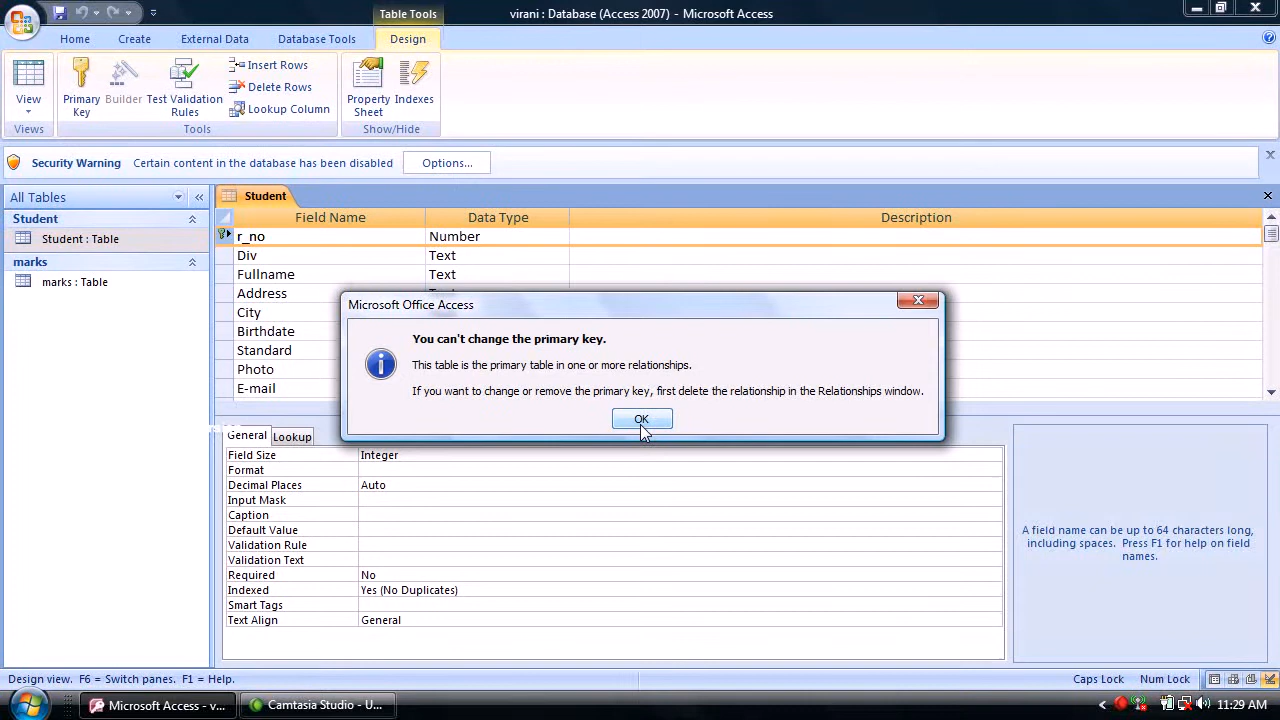 Table Tools
virani : Database (Access 2007) - Microsoft Access
Home Create External Data Database Tools Design
View
Primary Key
Builder
Test Validation Rules
Insert Rows
Delete Rows
Lookup Column
Property Sheet
Indexes
Views Tools Show/Hide
Security Warning Certain content in the database has been disabled Options...
All Tables
Student
Student : Table
marks
marks : Table
Student
Field Name Data Type Description
r_no Number
Div Text
Fullname Text
Address
City
Birthdate
Standard
Photo
E-mail
Microsoft Office Access
You can't change the primary key.
This table is the primary table in one or more relationships.
If you want to change or remove the primary key, first delete the relationship in the Relationships window.
OK
General Lookup
Field Size Integer
Format
Decimal Places Auto
Input Mask
Caption
Default Value
Validation Rule
Validation Text
Required No
Indexed Yes (No Duplicates)
Smart Tags
Text Align General
A field name can be up to 64 characters long,
including spaces. Press F1 for help on field
names.
Design view. F6 = Switch panes. F1 = Help. Caps Lock Num Lock
Microsoft Access - v... Camtasia Studio - U... 11:29 AM